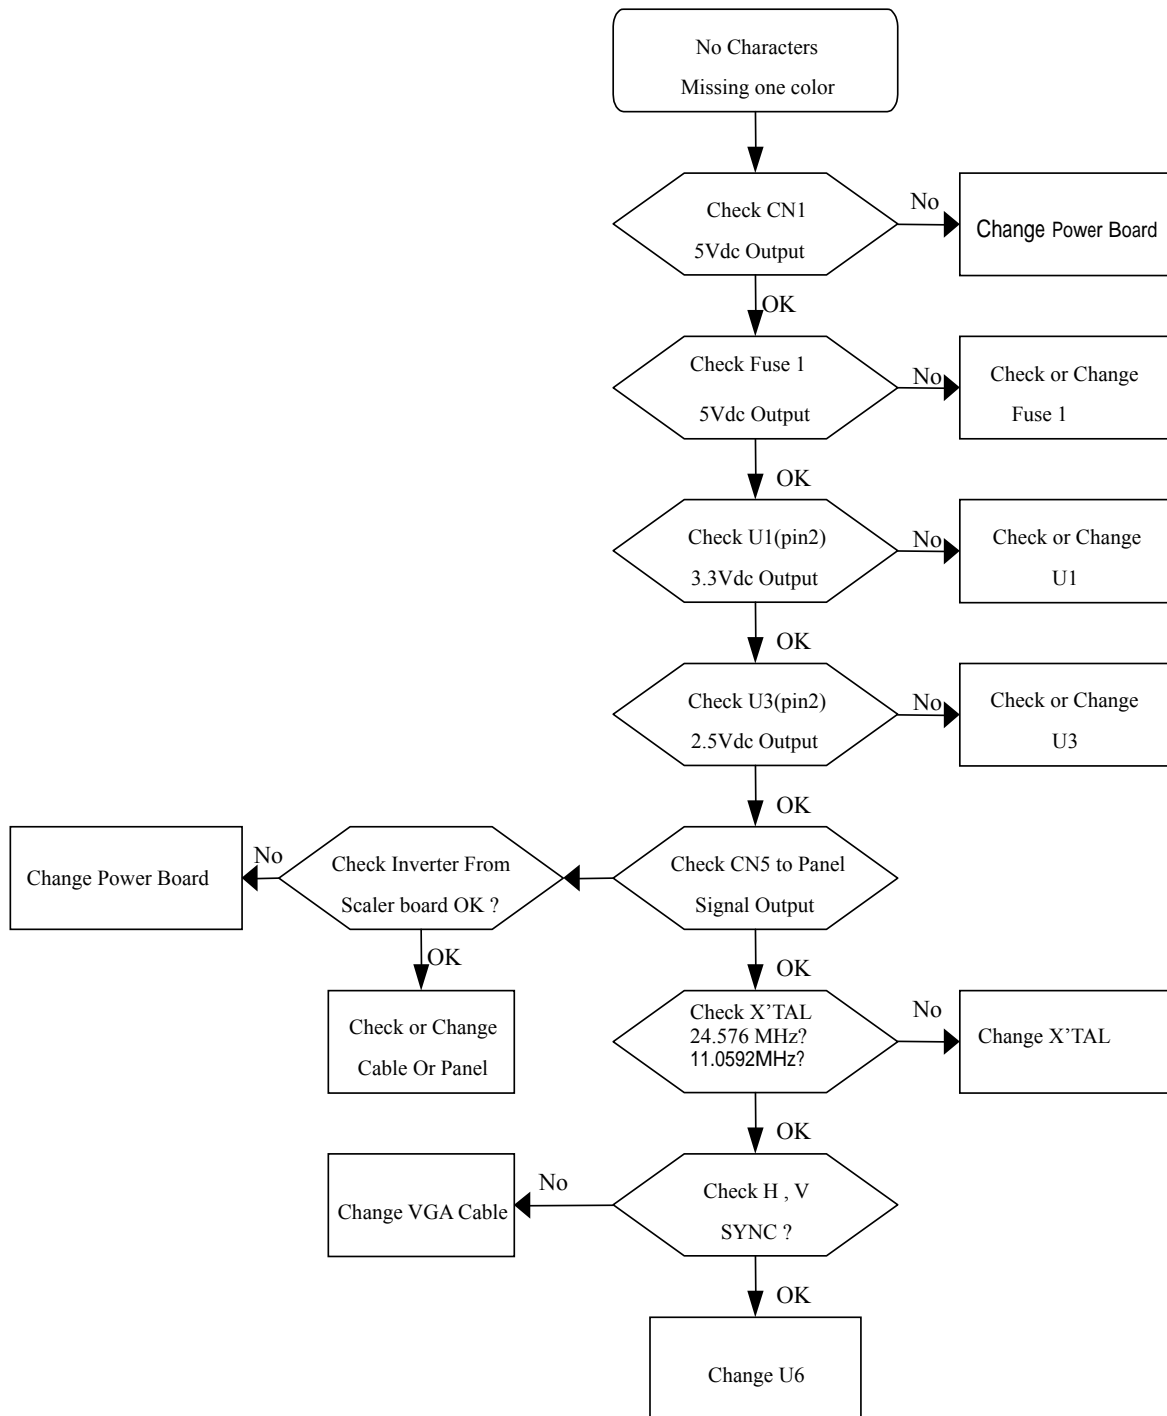 No Characters
Missing one color
Check CN1
5Vdc Output
No
Change Power Board
OK
Check Fuse 1
5Vdc Output
No
Check or Change
Fuse 1
OK
Check U1(pin2)
3.3Vdc Output
No
Check or Change
U1
OK
Check U3(pin2)
2.5Vdc Output
No
Check or Change
U3
OK
Check CN5 to Panel
Signal Output
Check Inverter From
Scaler board OK ?
No
Change Power Board
OK
Check or Change
Cable Or Panel
OK
Check X’TAL
24.576 MHz?
11.0592MHz?
No
Change X’TAL
OK
Check H , V
SYNC ?
No
Change VGA Cable
OK
Change U6